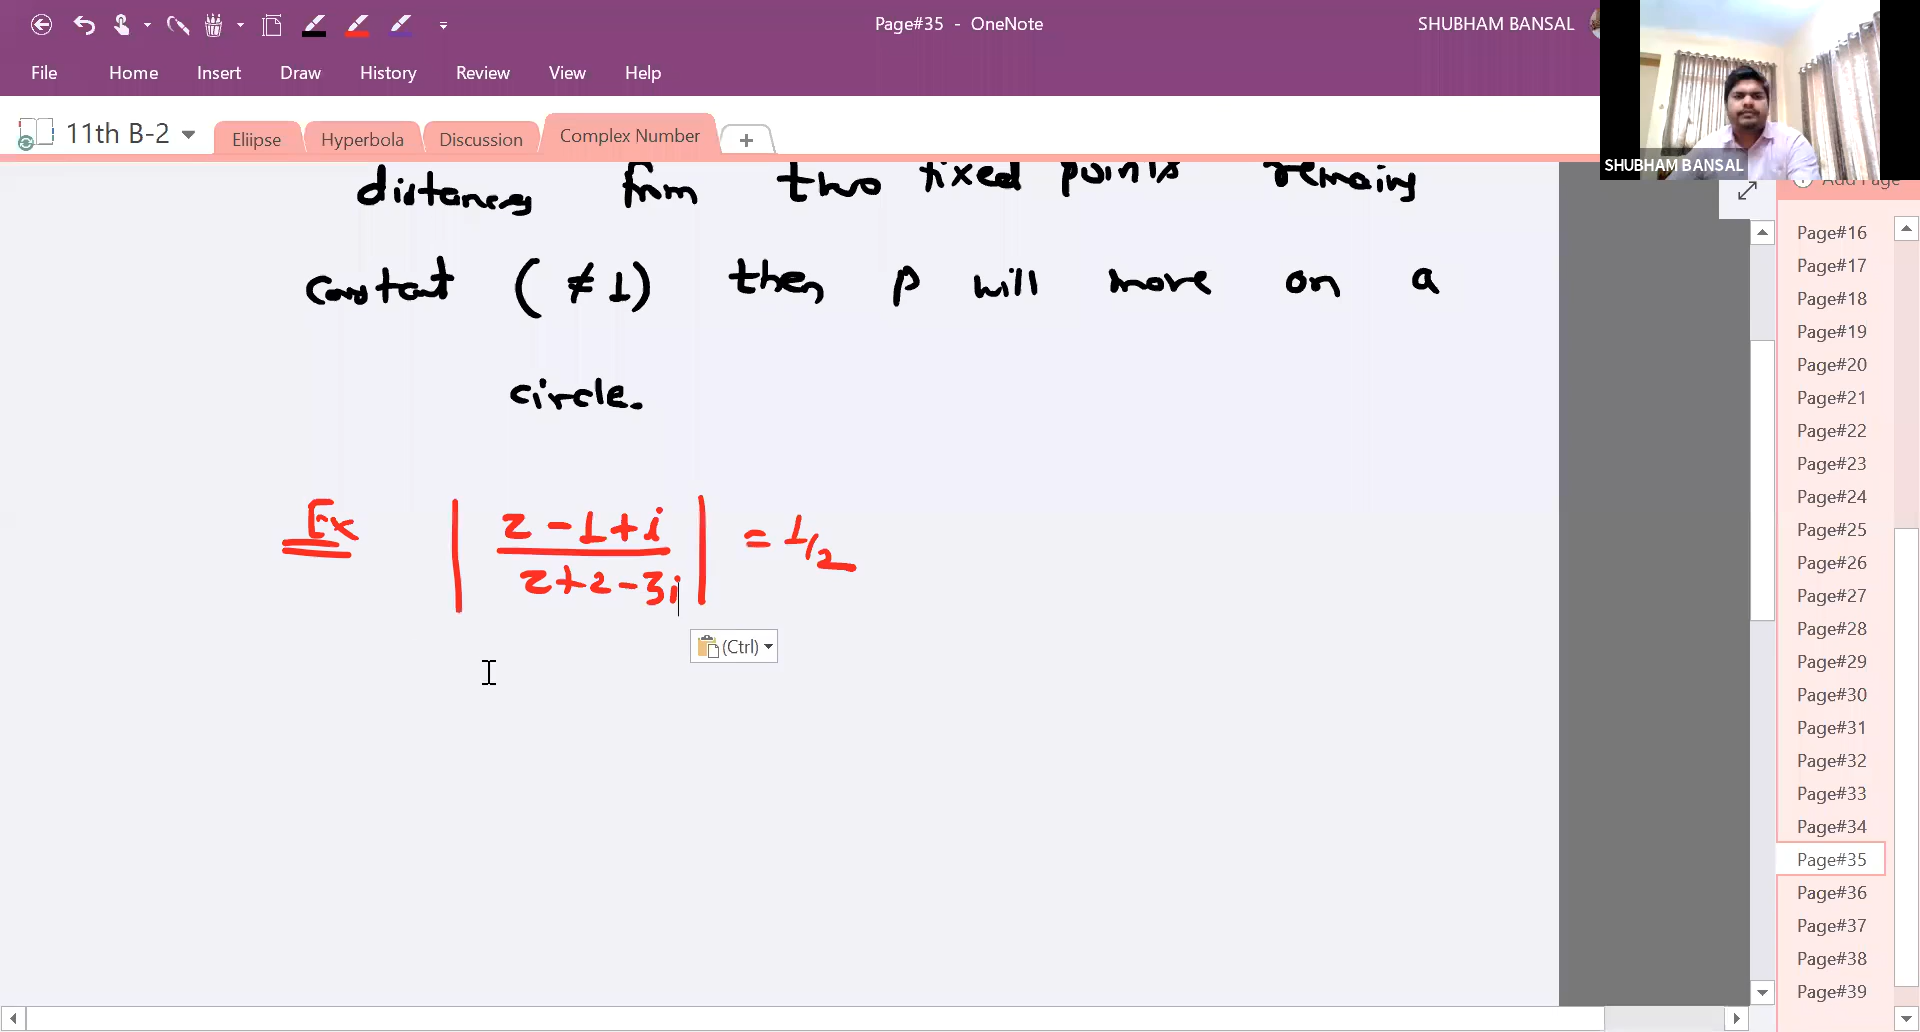 Page#35 - OneNote
SHUBHAM BANSAL
File Home Insert Draw History Review View Help
11th B-2
Eliipse
Hyperbola
Discussion
Complex Number
SHUBHAM BANSAL
Add Page
distances from two fixed points remains
constant (≠1) then P will move on a
circle.
Ex | (z-1+i)/(z+2-3i) | = 1/2
(Ctrl)
Page#16
Page#17
Page#18
Page#19
Page#20
Page#21
Page#22
Page#23
Page#24
Page#25
Page#26
Page#27
Page#28
Page#29
Page#30
Page#31
Page#32
Page#33
Page#34
Page#35
Page#36
Page#37
Page#38
Page#39